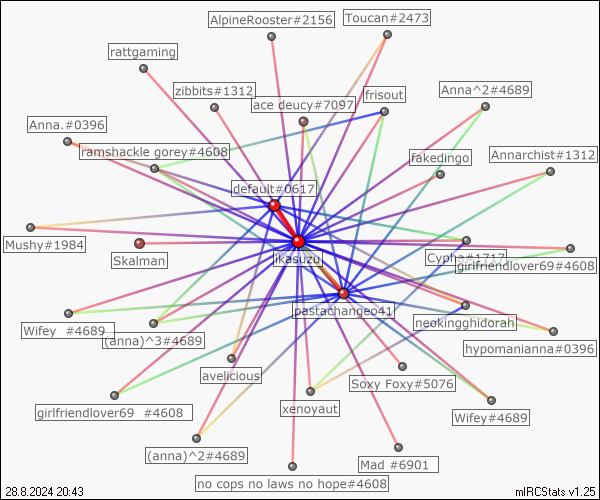 AlpineRooster#2156
Toucan#2473
rattgaming
zibbits#1312
ace deucy#7097
frisout
Anna^2#4689
Anna.#0396
ramshackle gorey#4608
fakedingo
Annarchist#1312
default#0617
Mushy#1984
Skalman
ikasuzu
Cypha#1717
girlfriendlover69#4608
pastachangeo41
neokingghidorah
Wifey #4689
(anna)^3#4689
hypomanianna#0396
avelicious
Soxy Foxy#5076
girlfriendlover69 #4608
xenoyaut
Wifey#4689
(anna)^2#4689
Mad #6901
no cops no laws no hope#4608
28.8.2024 20:43
mIRCStats v1.25